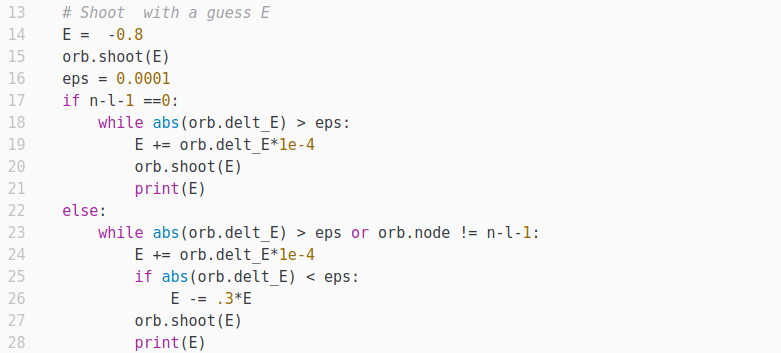 13 # Shoot  with a guess E
14 E =  -0.8
15 orb.shoot(E)
16 eps = 0.0001
17 if n-l-1 ==0:
18     while abs(orb.delt_E) > eps:
19         E += orb.delt_E*1e-4
20         orb.shoot(E)
21         print(E)
22 else:
23     while abs(orb.delt_E) > eps or orb.node != n-l-1:
24         E += orb.delt_E*1e-4
25         if abs(orb.delt_E) < eps:
26             E -= .3*E
27         orb.shoot(E)
28         print(E)